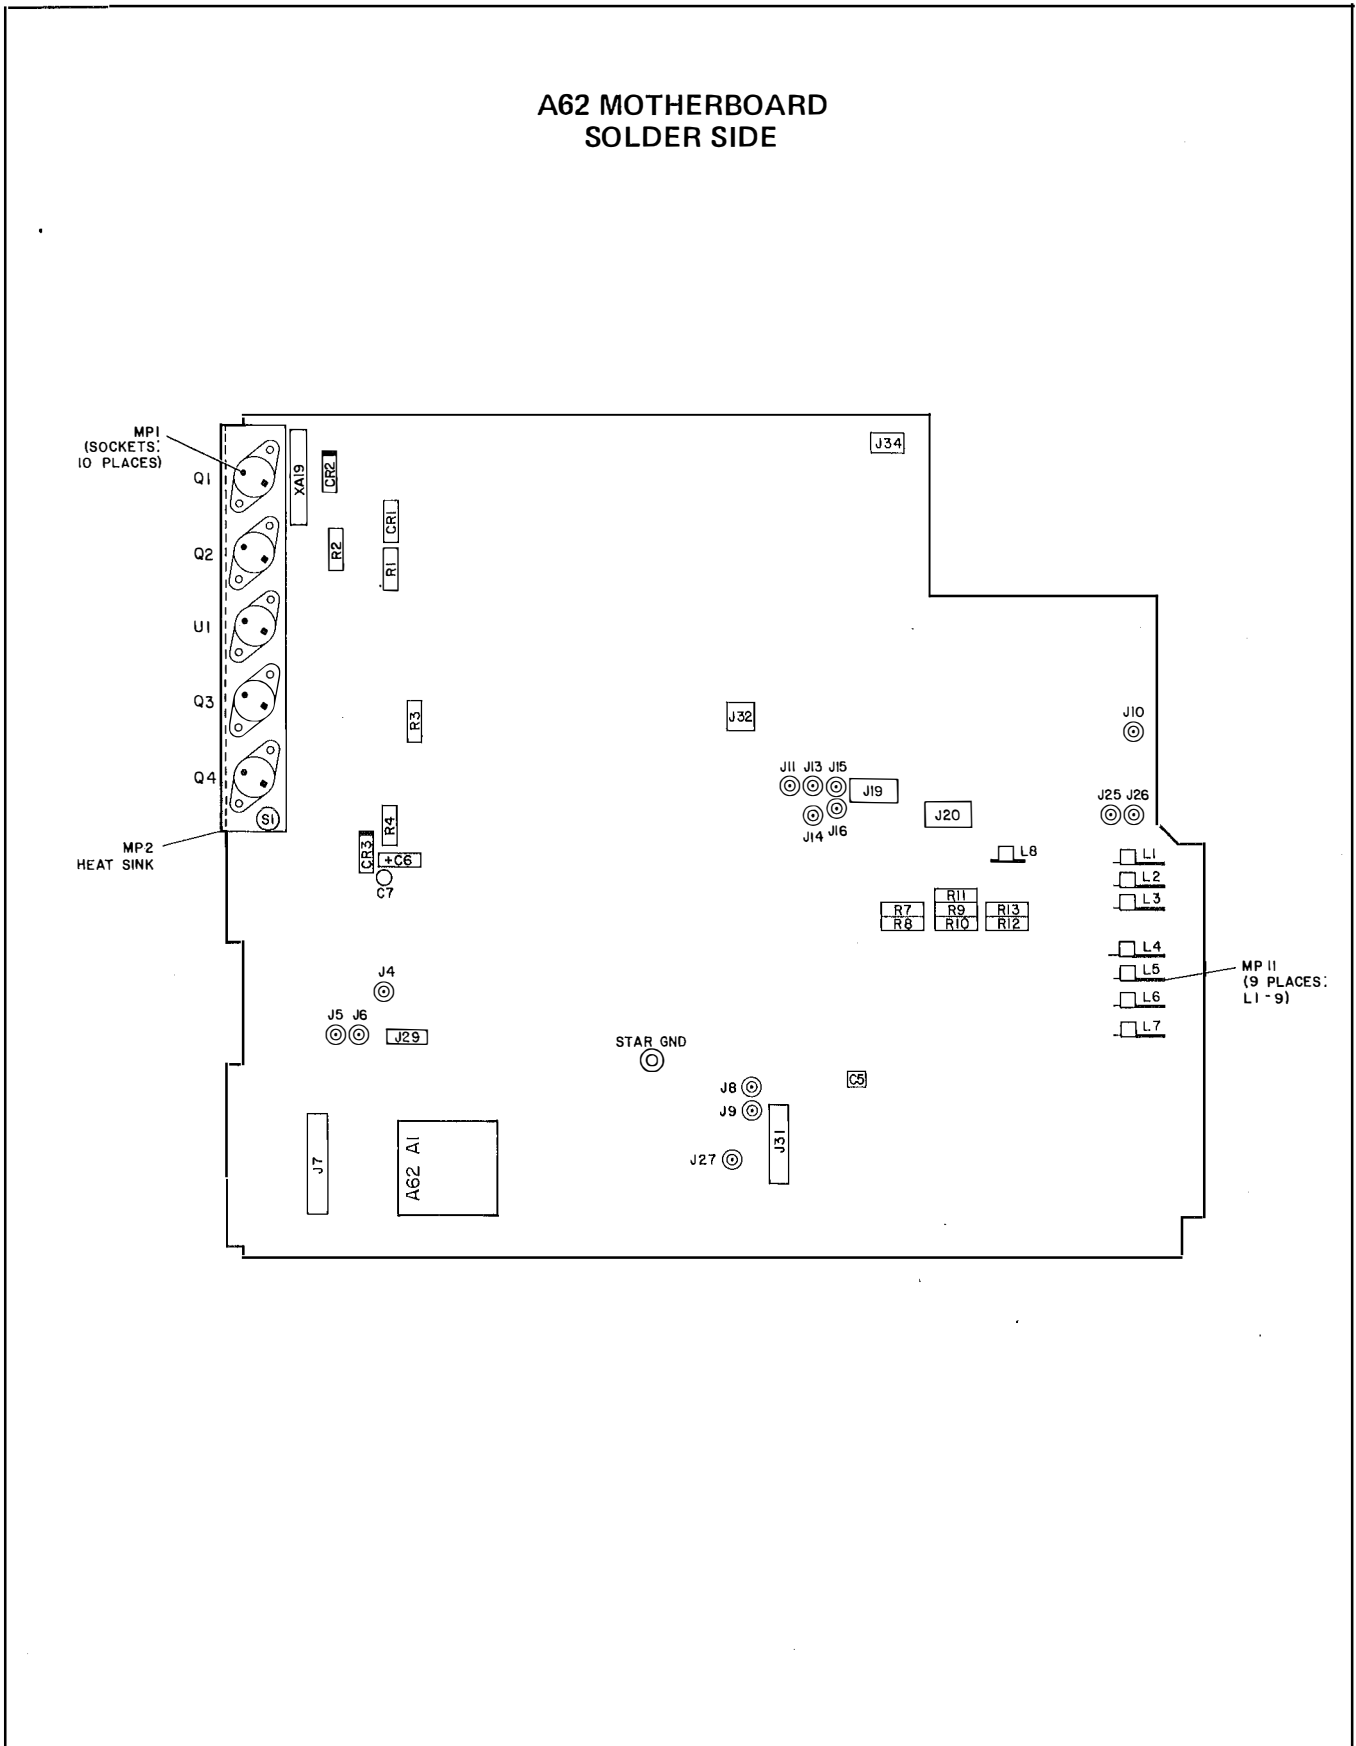 A62 MOTHERBOARD
SOLDER SIDE
MP1
(SOCKETS:
10 PLACES)
Q1
XA19
CR2
J34
CR1
Q2
R2
R1
U1
Q3
R3
J32
J10
Q4
J11 J13 J15
J19
J25 J26
S1
R4
J14 J16
J20
MP2
HEAT SINK
CR3
+C6
C7
L8
L1
L2
L3
R11
R7 R9 R13
R8 R10 R12
L4
L5
L6
L7
MP11
(9 PLACES:
L1-9)
J4
J5 J6
J29
STAR GND
J8
J9
C5
J31
J27
J7
A62 A1